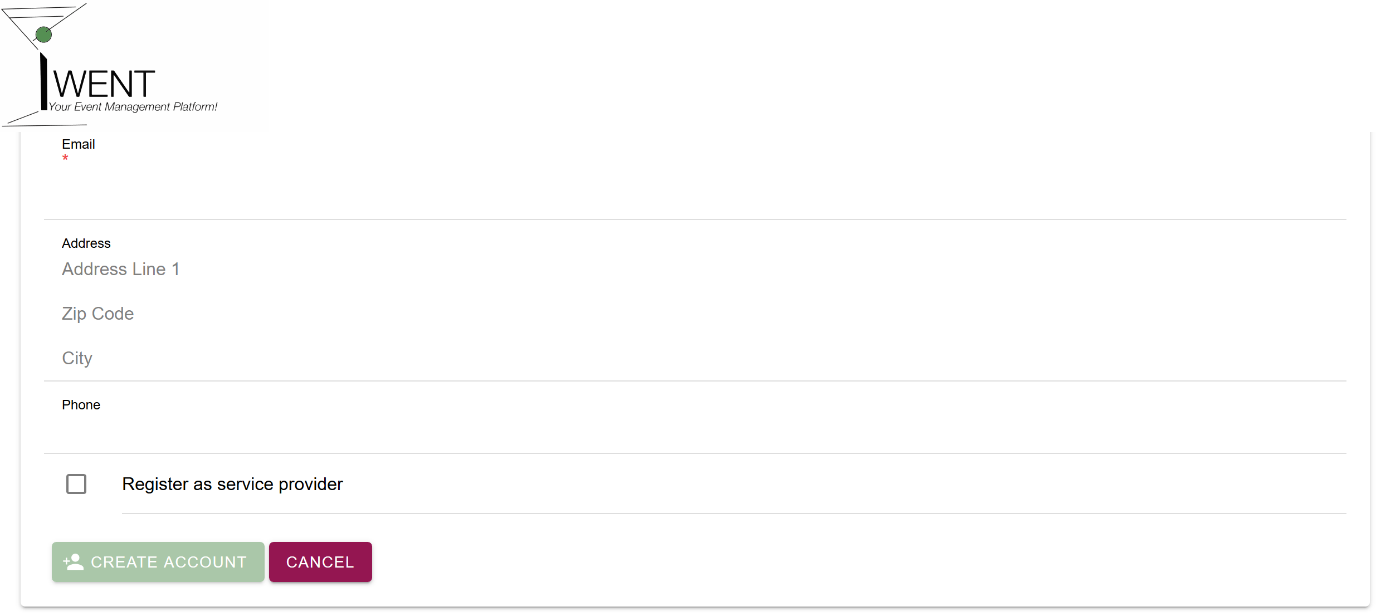 WENT
Your Event Management Platform!
Email
*
Address
Address Line 1
Zip Code
City
Phone
Register as service provider
CREATE ACCOUNT CANCEL